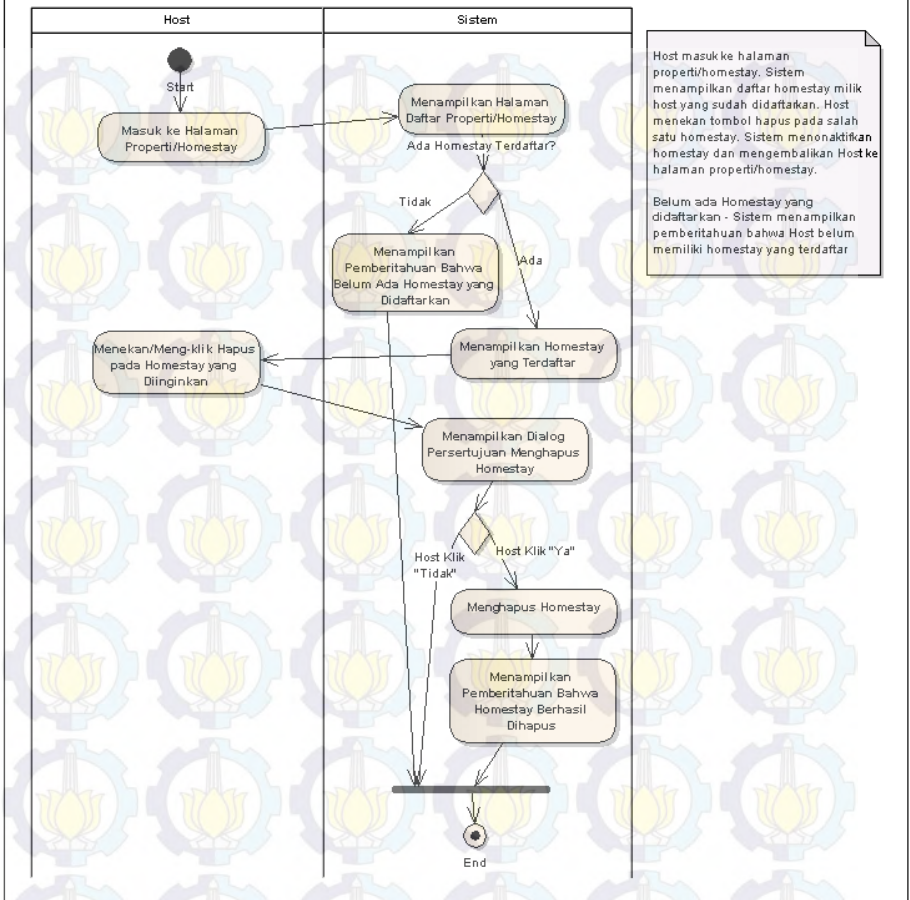 Host
Sistem
Start
Masuk ke Halaman
Properti/Homestay
Menampilkan Halaman
Daftar Properti/Homestay
Ada Homestay Terdaftar?
Tidak
Ada
Menampilkan
Pemberitahuan Bahwa
Belum Ada Homestay yang
Didaftarkan
Menampilkan Homestay
yang Terdaftar
Menekan/Meng-klik Hapus
pada Homestay yang
Diinginkan
Menampilkan Dialog
Persertujuan Menghapus
Homestay
Host Klik
"Tidak"
Host Klik "Ya"
Menghapus Homestay
Menampilkan
Pemberitahuan Bahwa
Homestay Berhasil
Dihapus
End
Host masuk ke halaman
properti/homestay. Sistem
menampilkan daftar homestay milik
host yang sudah didaftarkan. Host
menekan tombol hapus pada salah
satu homestay. Sistem menonaktifkan
homestay dan mengembalikan Host ke
halaman properti/homestay.
Belum ada Homestay yang
didaftarkan - Sistem menampilkan
pemberitahuan bahwa Host belum
memiliki homestay yang terdaftar